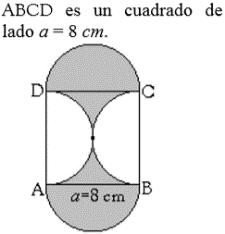 ABCD es un cuadrado de
lado a = 8 cm.
D C
A B
a=8 cm